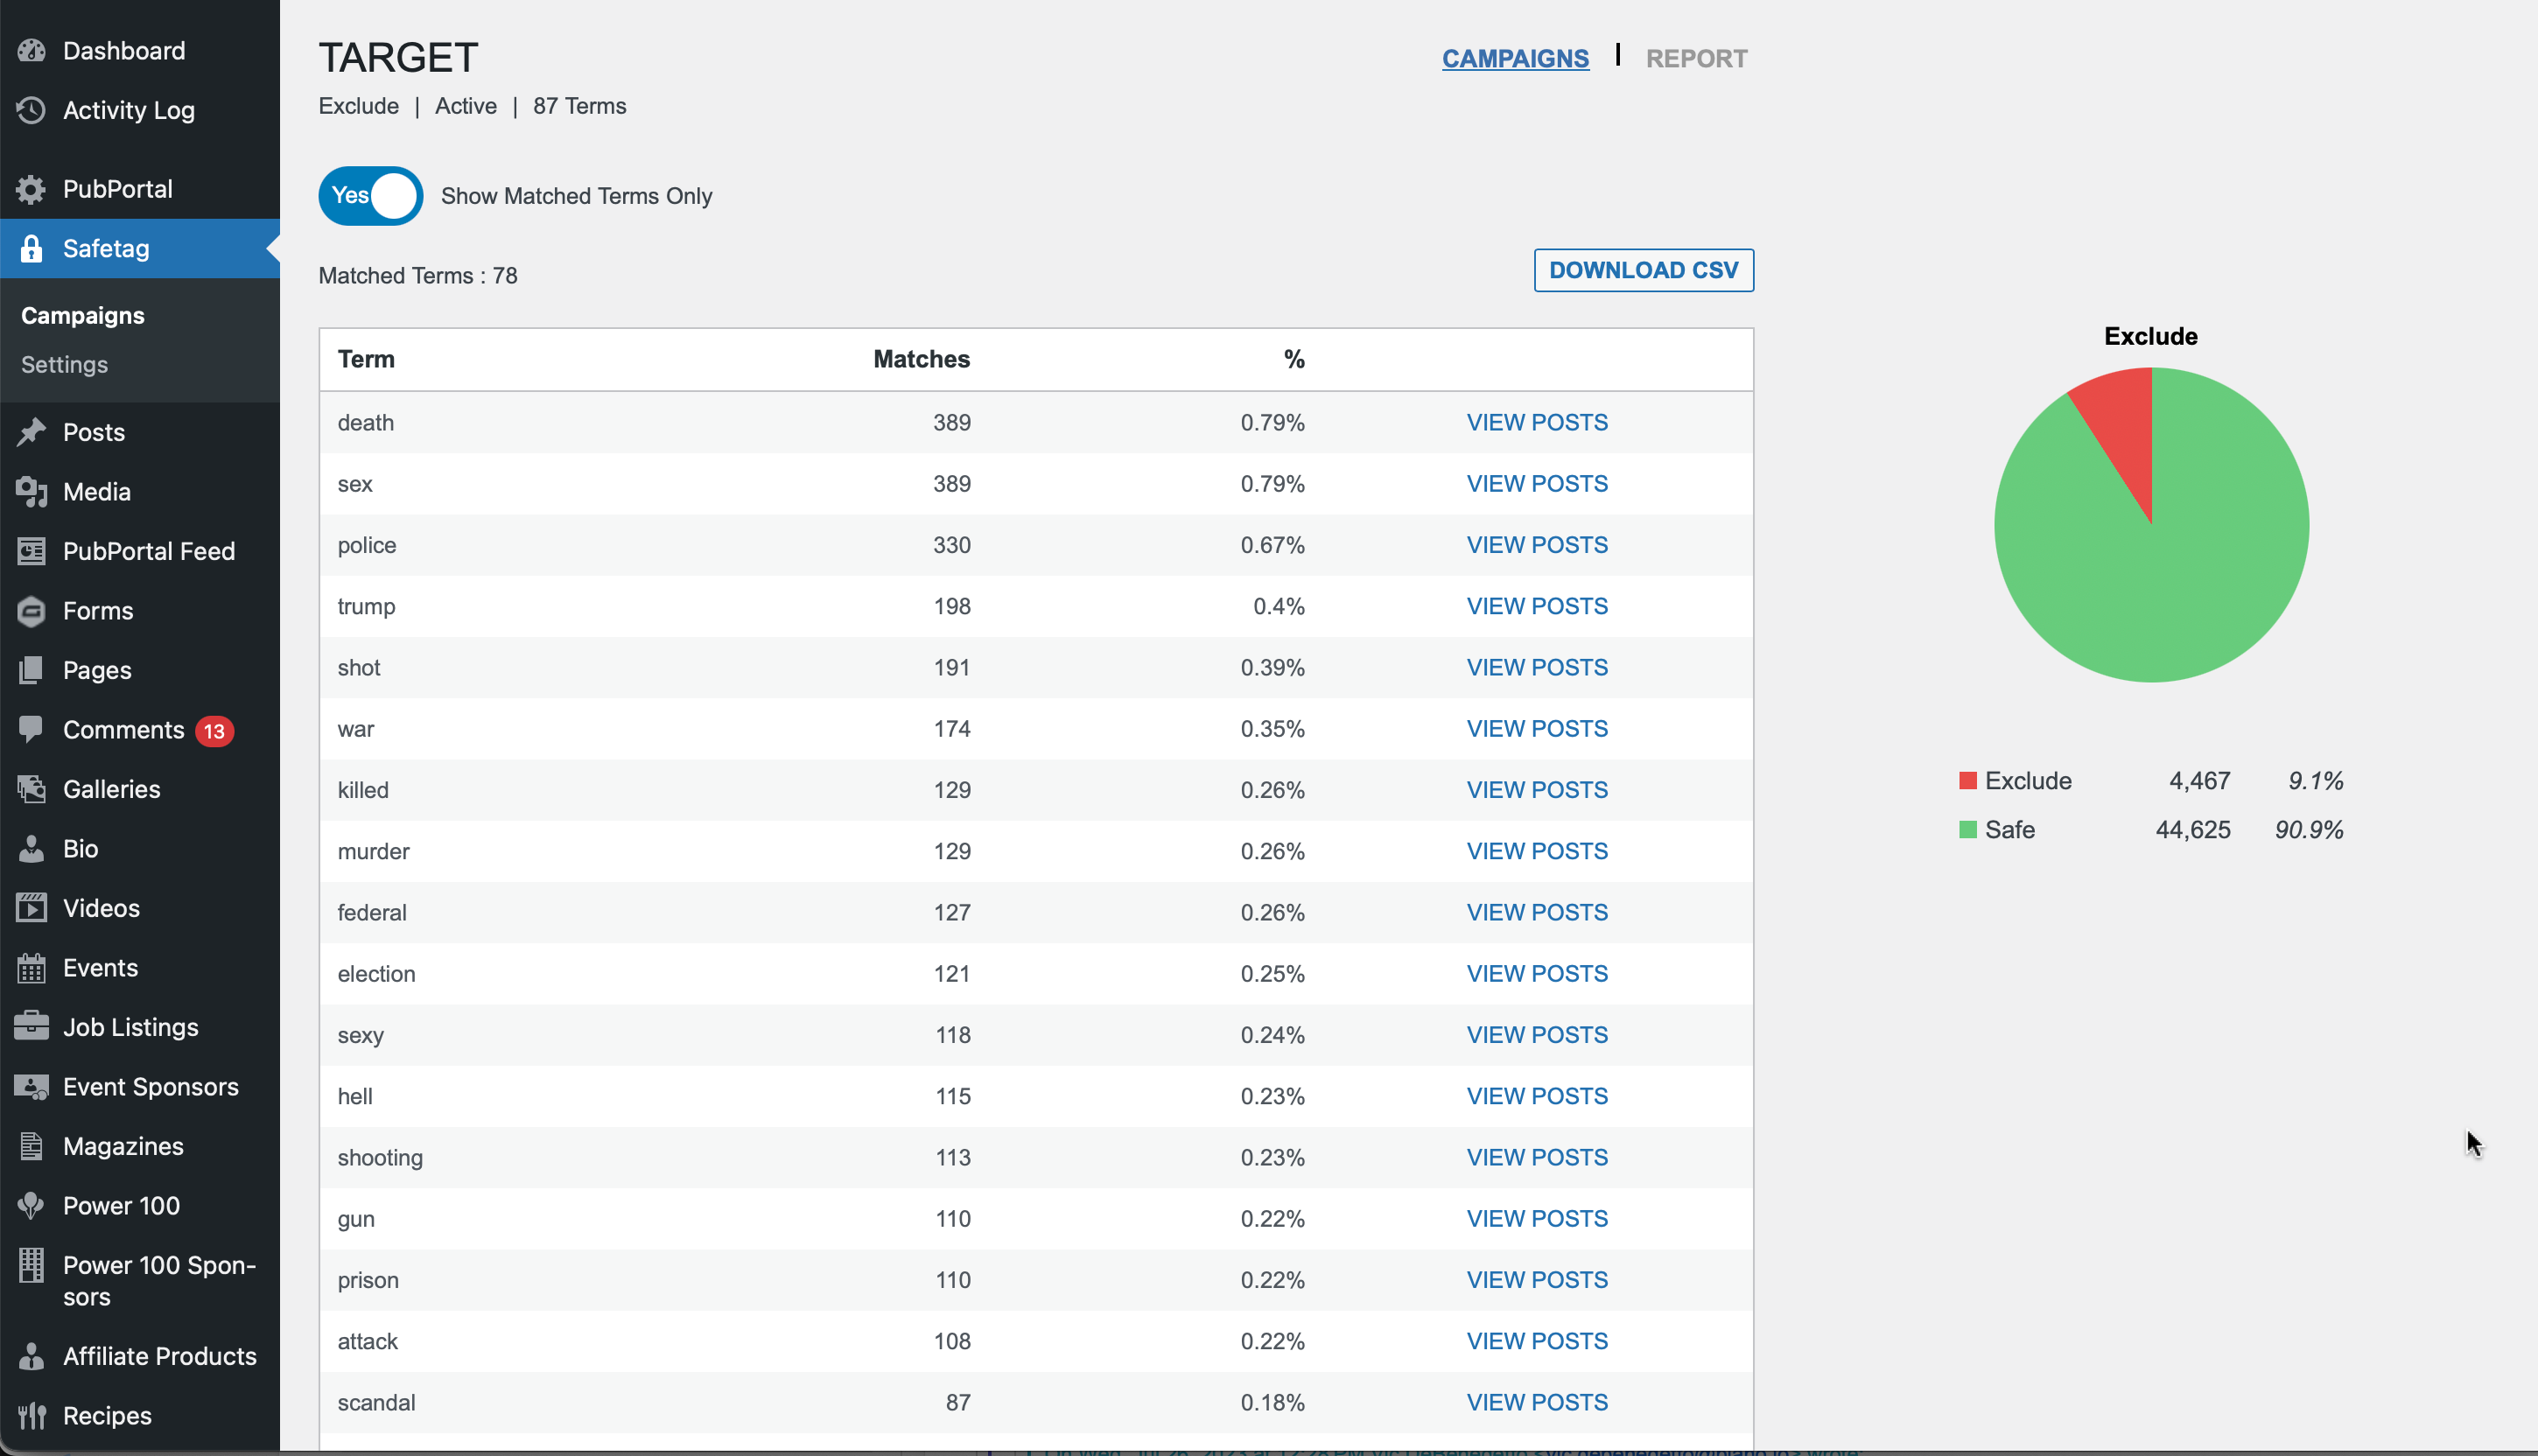 Dashboard
Activity Log
PubPortal
Safetag
Campaigns
Settings
Posts
Media
PubPortal Feed
Forms
Pages
Comments 13
Galleries
Bio
Videos
Events
Job Listings
Event Sponsors
Magazines
Power 100
Power 100 Spon-
sors
Affiliate Products
Recipes
TARGET
CAMPAIGNS | REPORT
Exclude | Active | 87 Terms
Yes Show Matched Terms Only
Matched Terms : 78
DOWNLOAD CSV
Term Matches %
death 389 0.79% VIEW POSTS
sex 389 0.79% VIEW POSTS
police 330 0.67% VIEW POSTS
trump 198 0.4% VIEW POSTS
shot 191 0.39% VIEW POSTS
war 174 0.35% VIEW POSTS
killed 129 0.26% VIEW POSTS
murder 129 0.26% VIEW POSTS
federal 127 0.26% VIEW POSTS
election 121 0.25% VIEW POSTS
sexy 118 0.24% VIEW POSTS
hell 115 0.23% VIEW POSTS
shooting 113 0.23% VIEW POSTS
gun 110 0.22% VIEW POSTS
prison 110 0.22% VIEW POSTS
attack 108 0.22% VIEW POSTS
scandal 87 0.18% VIEW POSTS
Exclude
Exclude 4,467 9.1%
Safe 44,625 90.9%